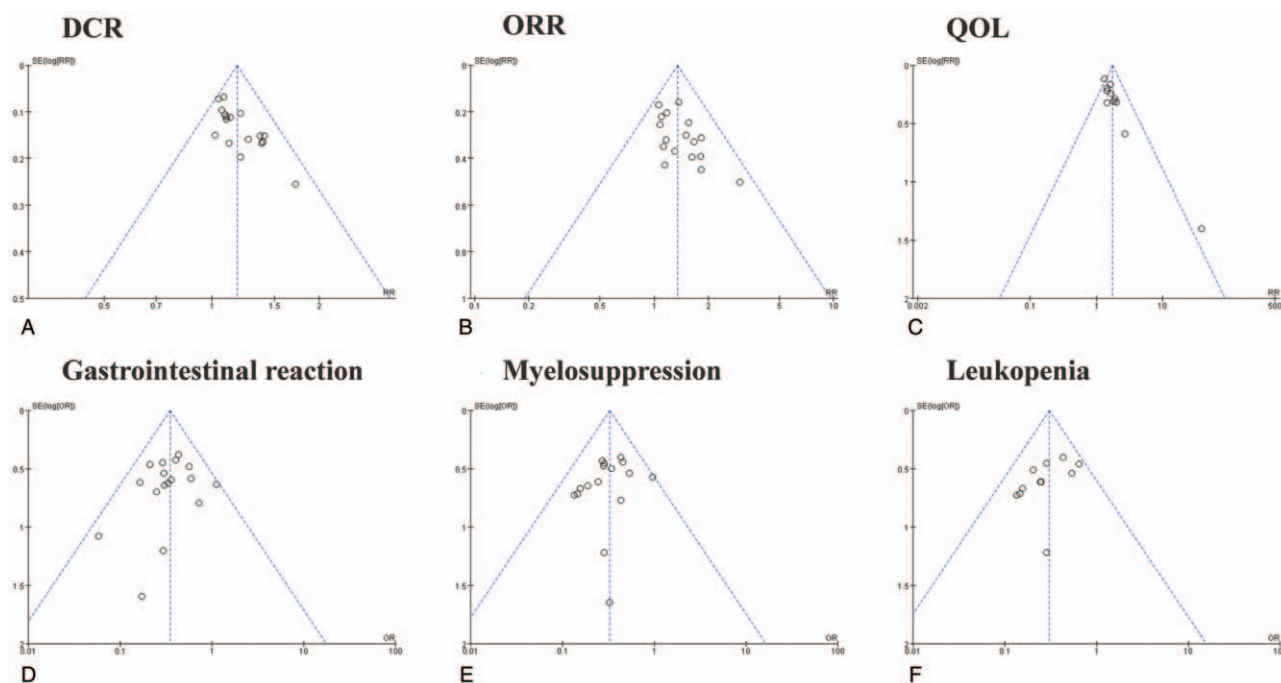 DCR
ORR
QOL
SE(log[RR])
SE(log[RR])
SE(log[RR])
0
0.1
0.2
0.3
0.4
0.5
0.5
0.7
1
1.5
2
RR
A
0
0.2
0.4
0.6
0.8
1
0.1
0.2
0.5
1
2
5
10
RR
B
0
0.5
1
1.5
2
0.002
0.1
1
10
500
RR
C
Gastrointestinal reaction
Myelosuppression
Leukopenia
SE(log[OR])
SE(log[OR])
SE(log[OR])
0
0.5
1
1.5
2
0.01
0.1
1
10
100
OR
D
0
0.5
1
1.5
2
0.01
0.1
1
10
100
OR
E
0
0.5
1
1.5
2
0.01
0.1
1
10
100
OR
F